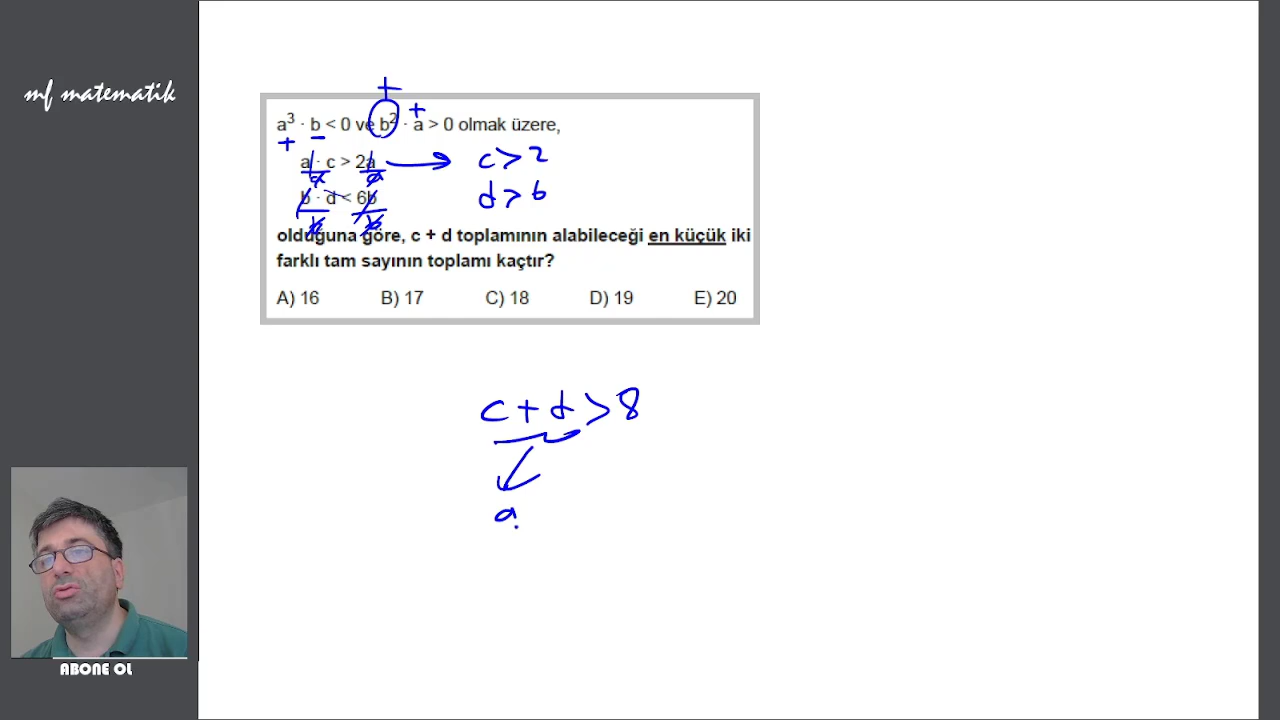 mf matematik
+
a³ · b < 0 ve b² · a > 0 olmak üzere,
+ +
a · c > 2a c > 2
b · d < 6b d > 6
olduğuna göre, c + d toplamının alabileceği en küçük iki
farklı tam sayının toplamı kaçtır?
A) 16 B) 17 C) 18 D) 19 E) 20
c + d > 8
ABONE OL